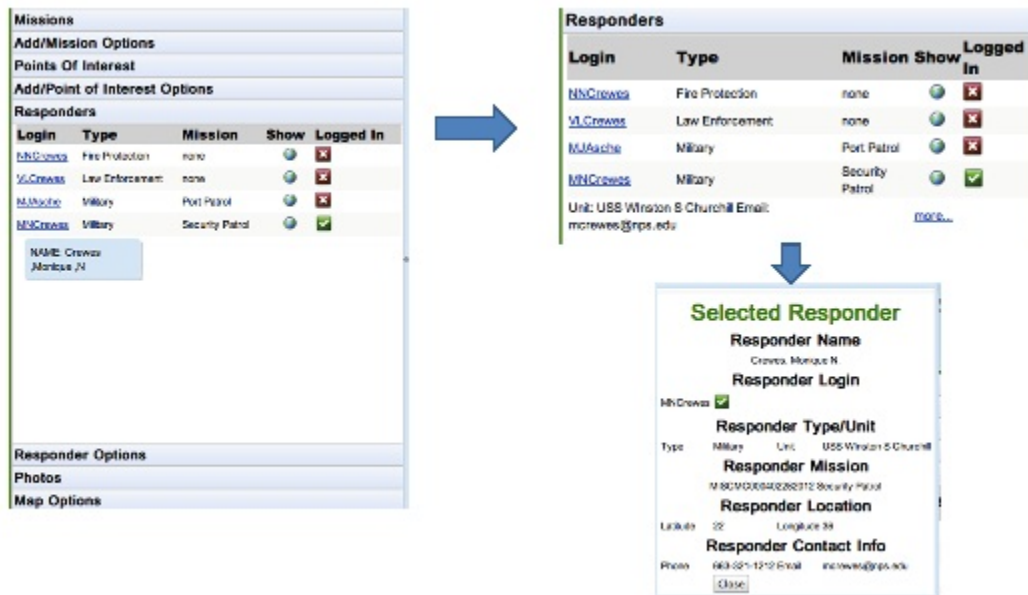 Missions
Add/Mission Options
Points Of Interest
Add/Point of Interest Options
Responders
Login Type Mission Show Logged In
NNCrewes Fire Protection none
VLCrewes Law Enforcement none
MJAsche Military Port Patrol
MNCrewes Military Security Patrol
NAME: Crewes
,Monique ,N
Responder Options
Photos
Map Options
Responders
Login Type Mission Show Logged
In
NNCrewes Fire Protection none
VLCrewes Law Enforcement none
MJAsche Military Port Patrol
MNCrewes Military Security
Patrol
Unit: USS Winston S Churchill Email:
mcrewes@nps.edu more...
Selected Responder
Responder Name
Crewes, Monique N.
Responder Login
MNCrewes
Responder Type/Unit
Type Military Unit USS Winston S Churchill
Responder Mission
Security Patrol
Responder Location
Latitude 22 Longitude
Responder Contact Info
Phone Email mcrewes@nps.edu
Close